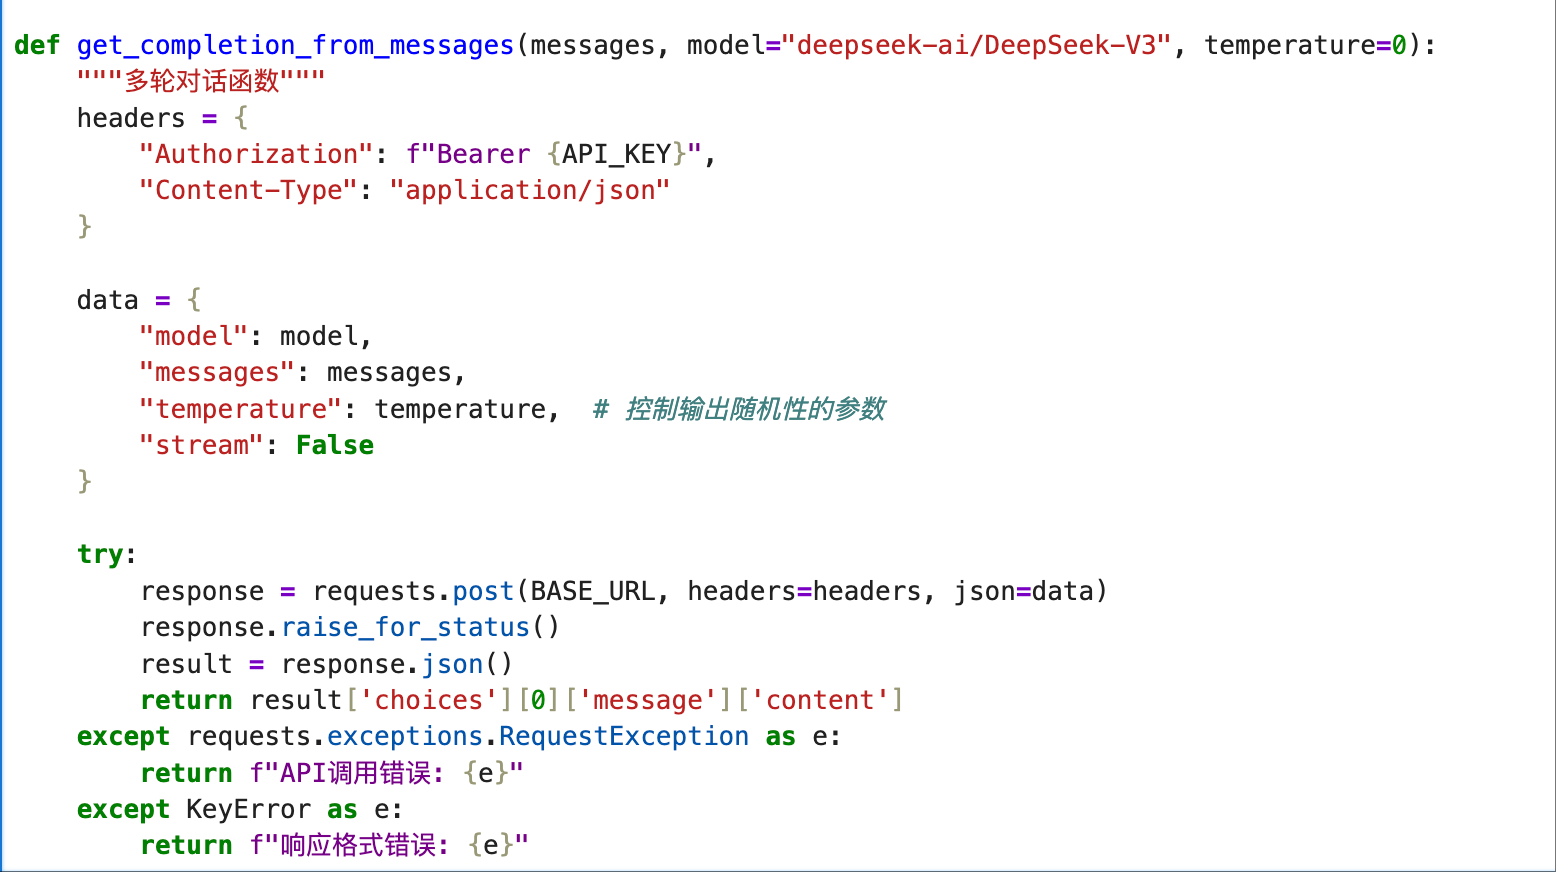 def get_completion_from_messages(messages, model="deepseek-ai/DeepSeek-V3", temperature=0):
    """多轮对话函数"""
    headers = {
        "Authorization": f"Bearer {API_KEY}",
        "Content-Type": "application/json"
    }

    data = {
        "model": model,
        "messages": messages,
        "temperature": temperature,  # 控制输出随机性的参数
        "stream": False
    }

    try:
        response = requests.post(BASE_URL, headers=headers, json=data)
        response.raise_for_status()
        result = response.json()
        return result['choices'][0]['message']['content']
    except requests.exceptions.RequestException as e:
        return f"API调用错误: {e}"
    except KeyError as e:
        return f"响应格式错误: {e}"